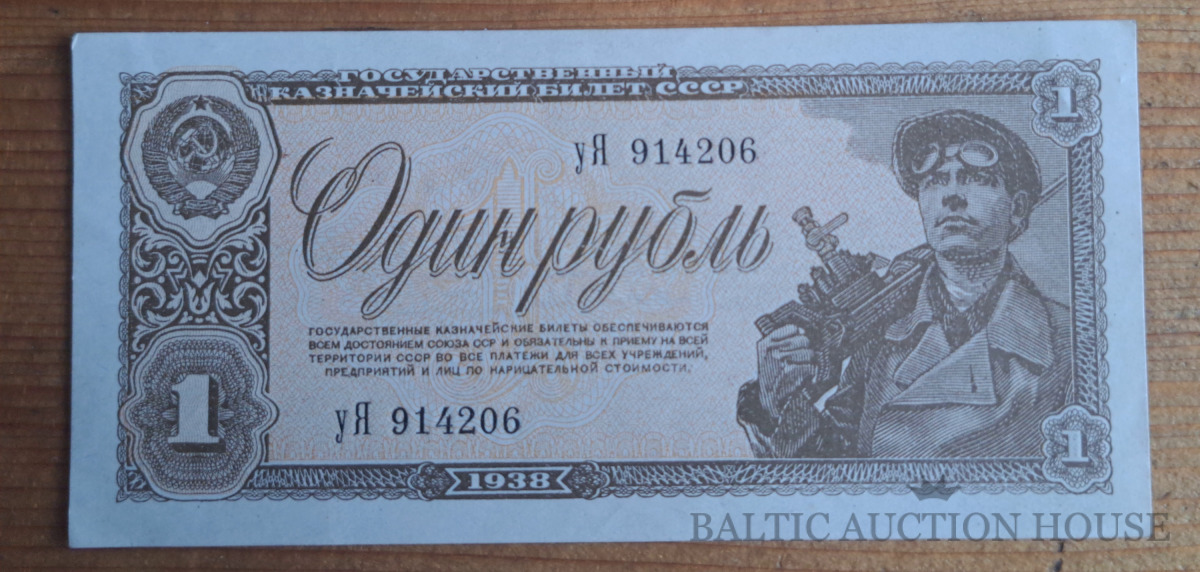 ГОСУДАРСТВЕННЫЙ
КАЗНАЧЕЙСКИЙ БИЛЕТ СССР
1
уЯ 914206
Один рубль
ГОСУДАРСТВЕННЫЕ КАЗНАЧЕЙСКИЕ БИЛЕТЫ ОБЕСПЕЧИВАЮТСЯ
ВСЕМ ДОСТОЯНИЕМ СОЮЗА ССР И ОБЯЗАТЕЛЬНЫ К ПРИЕМУ НА ВСЕЙ
ТЕРРИТОРИИ СССР ВО ВСЕ ПЛАТЕЖИ ДЛЯ ВСЕХ УЧРЕЖДЕНИЙ,
ПРЕДПРИЯТИЙ И ЛИЦ ПО НАРИЦАТЕЛЬНОЙ СТОИМОСТИ.
1
уЯ 914206
1
1938
BALTIC AUCTION HOUSE